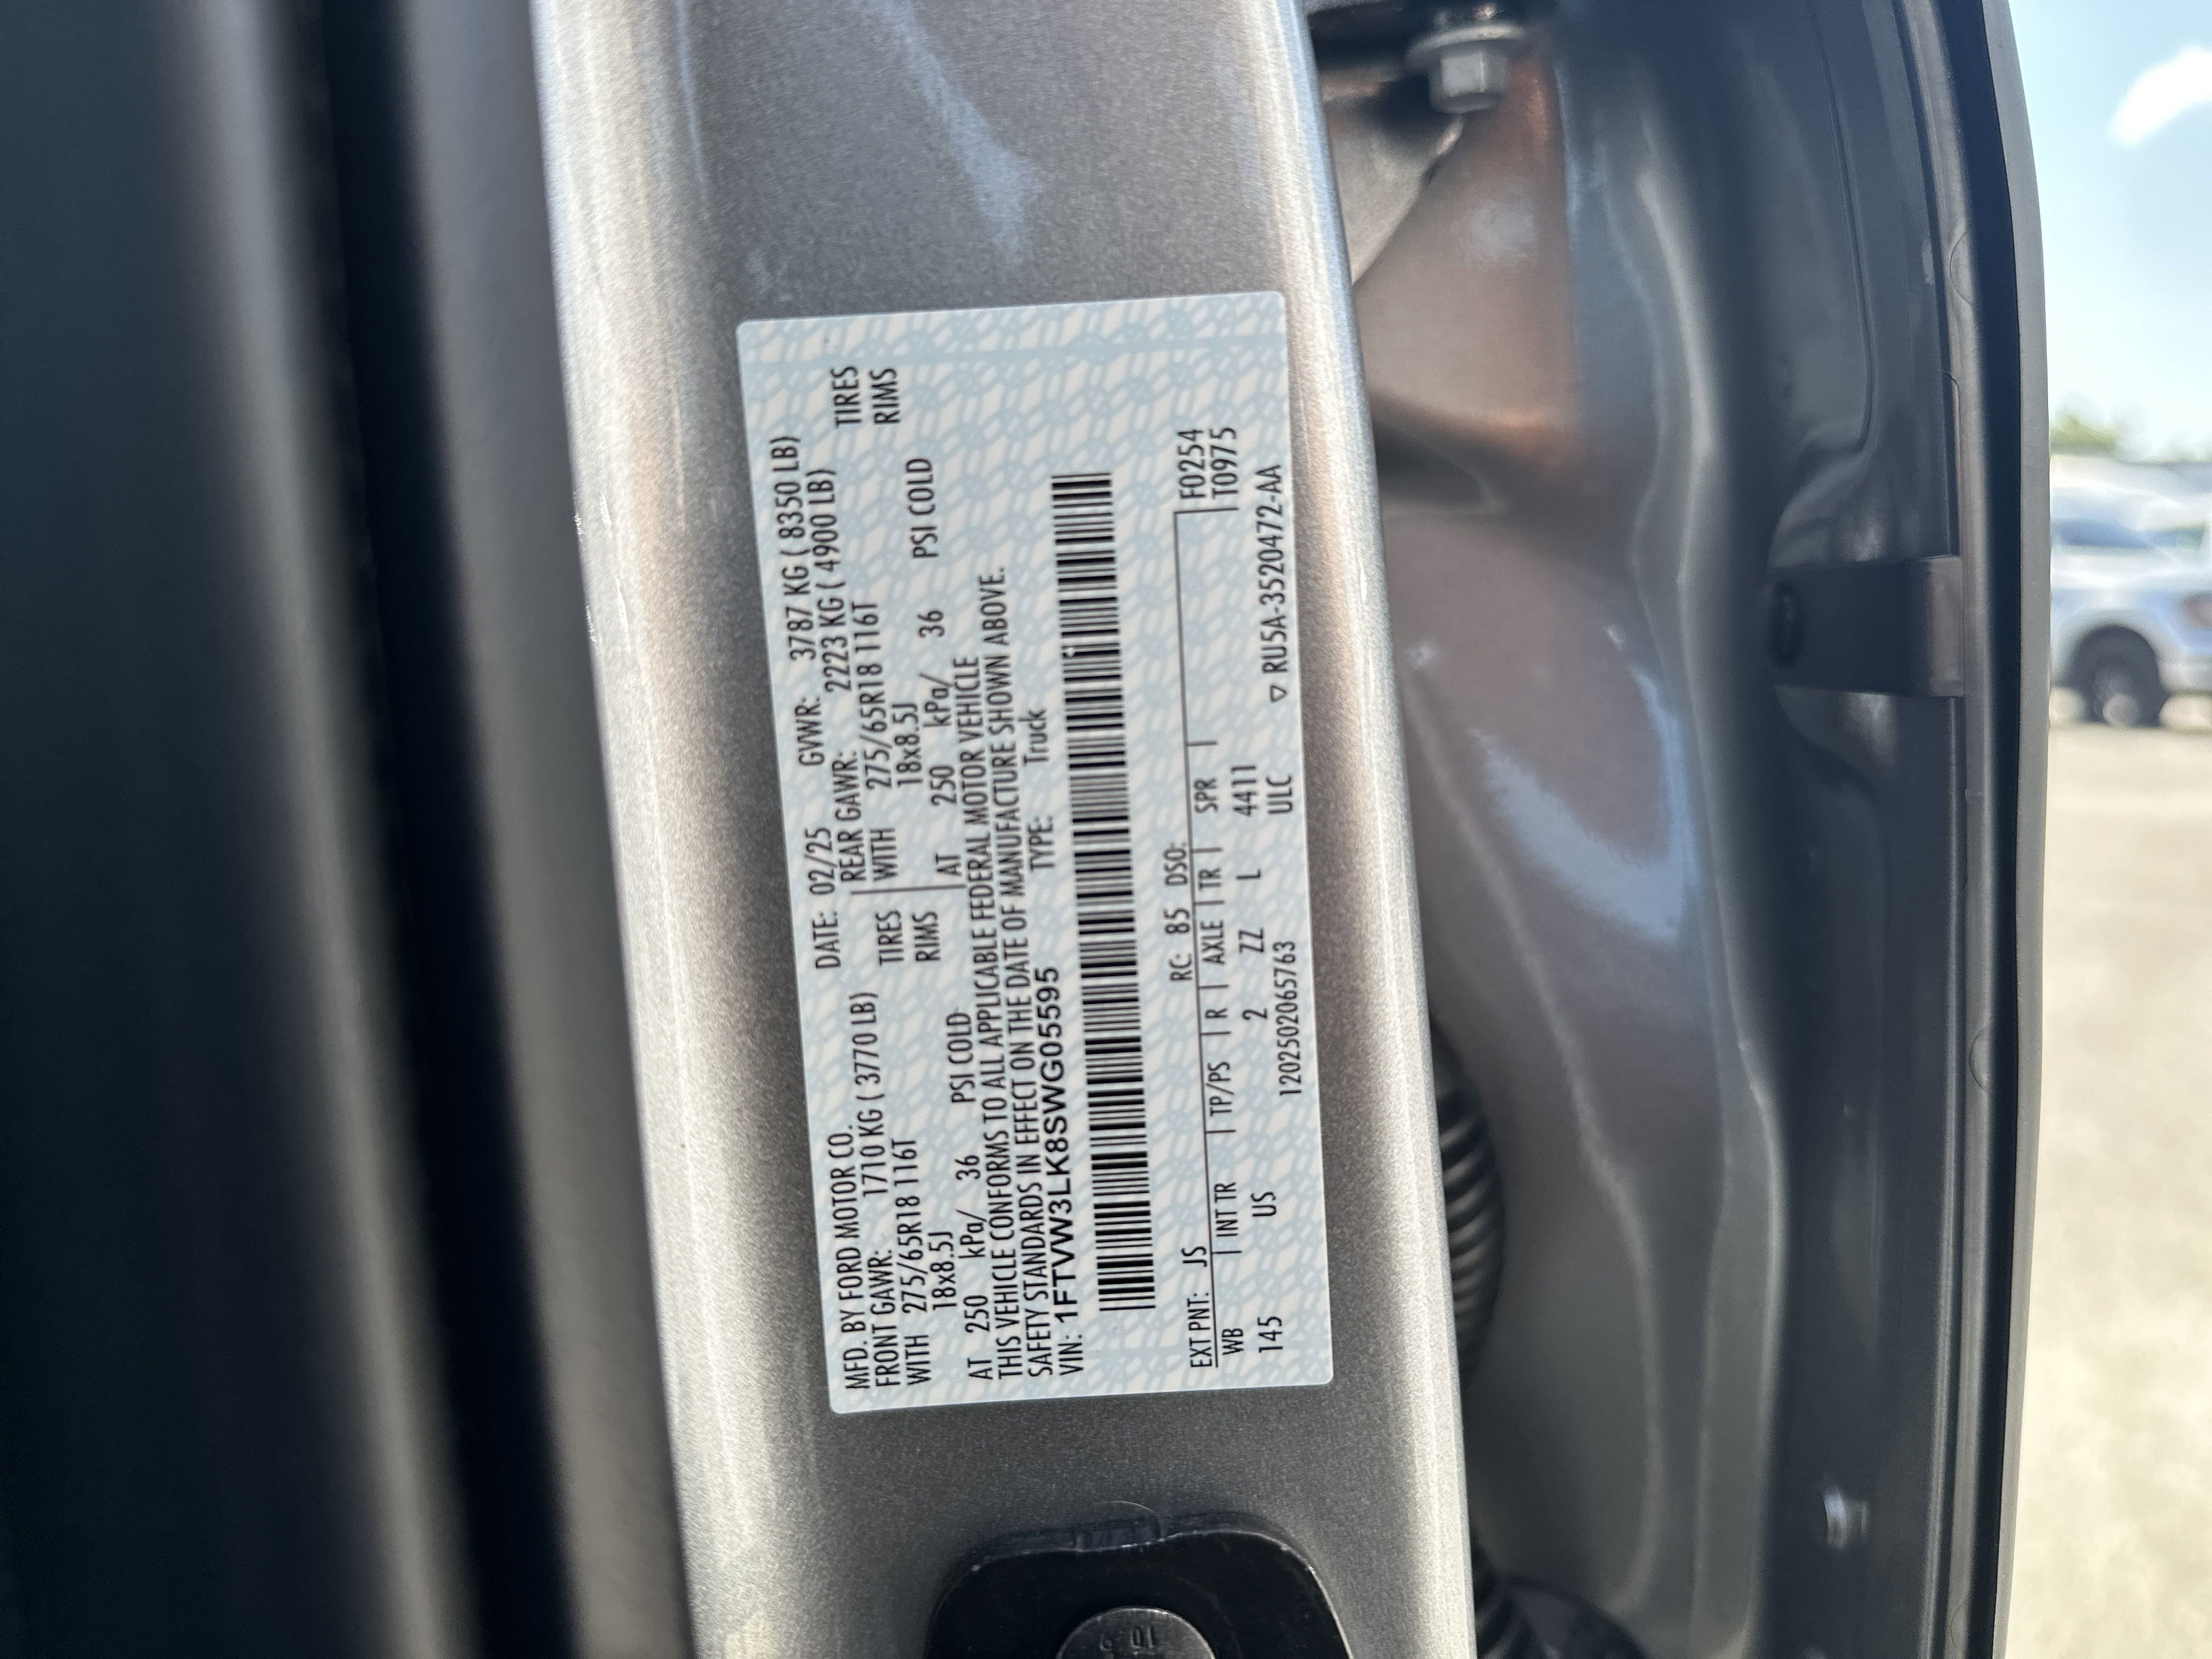 MFD. BY FORD MOTOR CO. DATE: 02/25 GVWR: 3787 KG ( 8350 LB)
FRONT GAWR: 1710 KG ( 3770 LB) REAR GAWR: 2223 KG ( 4900 LB)
WITH 275/65R18 116T TIRES WITH 275/65R18 116T TIRES
18x8.5J RIMS 18x8.5J RIMS
AT 250 kPa/ 36 PSI COLD AT 250 kPa/ 36 PSI COLD
THIS VEHICLE CONFORMS TO ALL APPLICABLE FEDERAL MOTOR VEHICLE
SAFETY STANDARDS IN EFFECT ON THE DATE OF MANUFACTURE SHOWN ABOVE.
VIN: 1FTVW3LK8SWG05595 TYPE: Truck
EXT PNT: JS RC: 85 DSO: F0254
WB INT TR TP/PS R AXLE TR SPR T0975
145 US 2 ZZ L 4411
1202502065763 ULC ▽ RU5A-3520472-AA
10.9